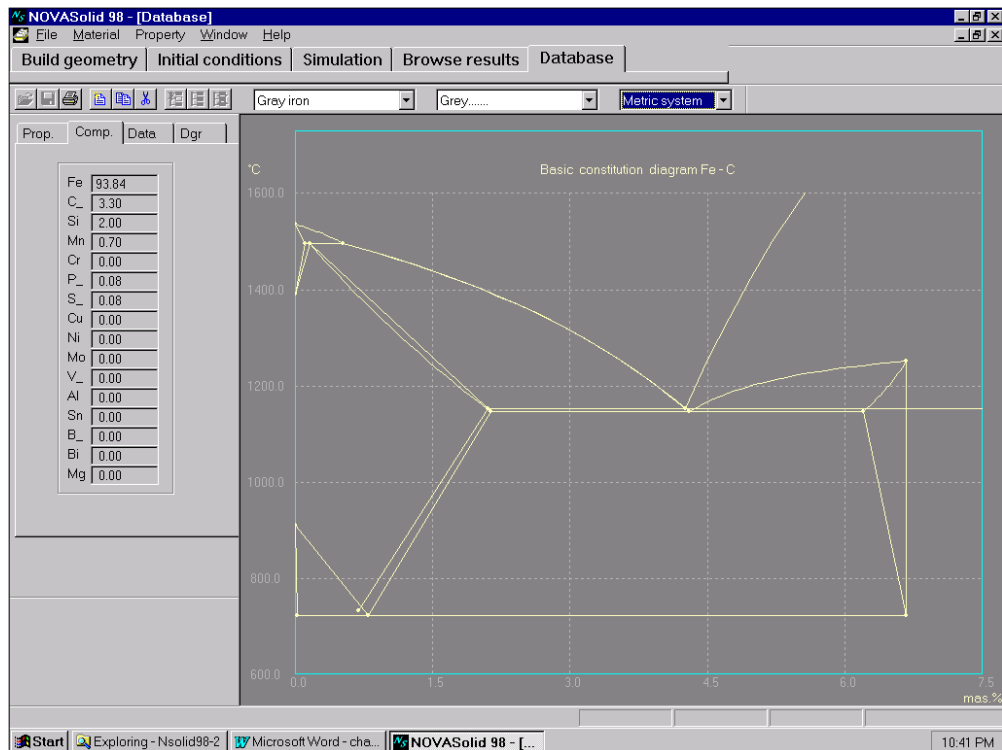 NOVASolid 98 - [Database]
File Material Property Window Help
Build geometry Initial conditions Simulation Browse results Database
Gray iron Grey....... Metric system
Prop. Comp. Data Dgr
Fe 93.84
C_ 3.30
Si 2.00
Mn 0.70
Cr 0.00
P_ 0.08
S_ 0.08
Cu 0.00
Ni 0.00
Mo 0.00
V_ 0.00
Al 0.00
Sn 0.00
B_ 0.00
Bi 0.00
Mg 0.00
°C
Basic constitution diagram Fe - C
1600.0
1400.0
1200.0
1000.0
800.0
600.0
0.0 1.5 3.0 4.5 6.0 7.5
mas.%
Start Exploring - Nsolid98-2 Microsoft Word - cha... NOVASolid 98 - [... 10:41 PM